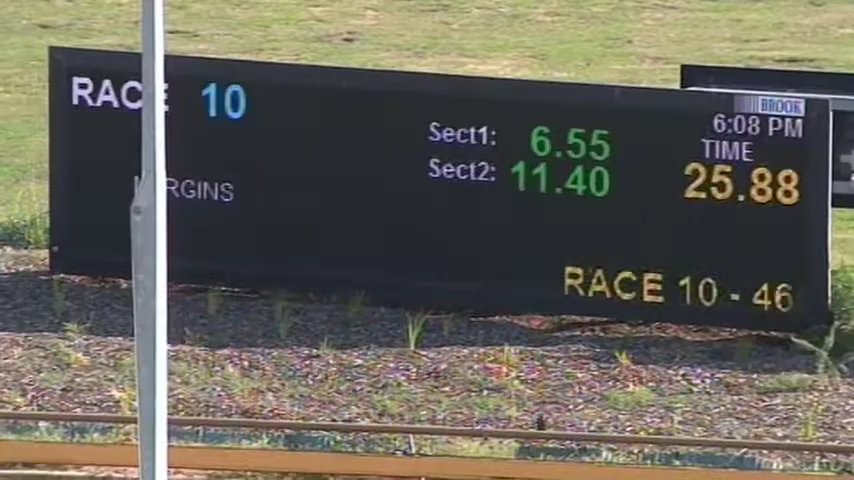 RACE 10
BROOK
6:08 PM
Sect1: 6.55
TIME
Sect2: 11.40
25.88
RACE 10 - 46